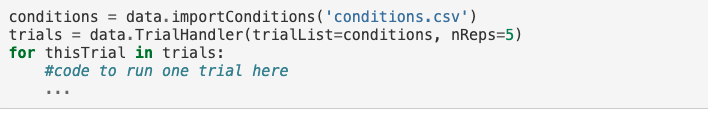 conditions = data.importConditions('conditions.csv')
trials = data.TrialHandler(trialList=conditions, nReps=5)
for thisTrial in trials:
    #code to run one trial here
    ...